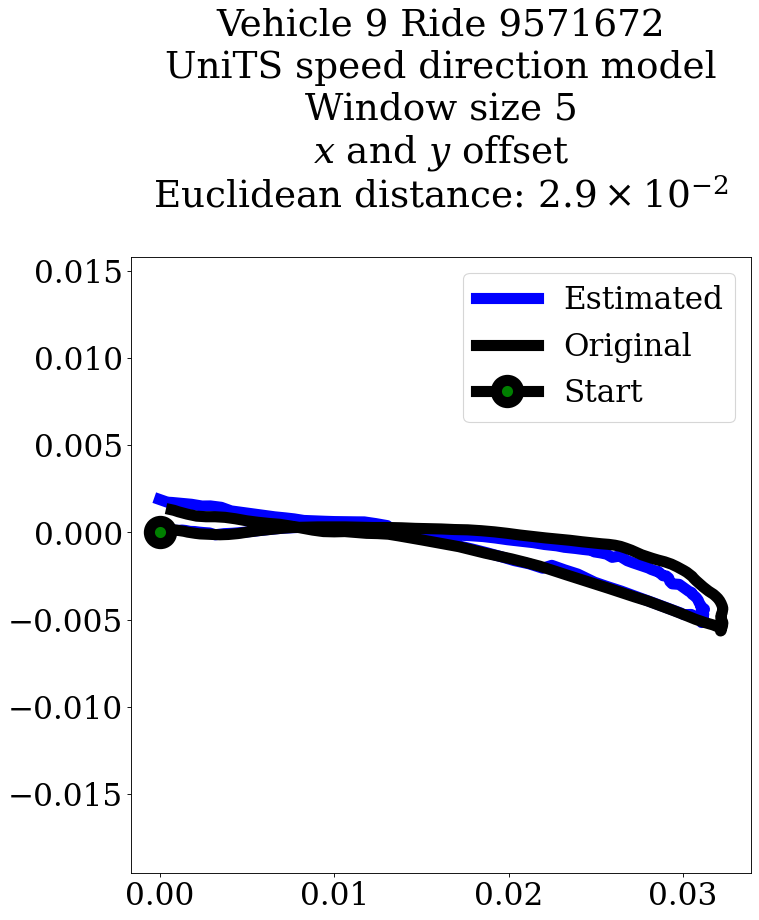 Vehicle 9 Ride 9571672
UniTS speed direction model
Window size 5
x and y offset
Euclidean distance: 2.9 × 10⁻²
0.015
0.010
0.005
0.000
−0.005
−0.010
−0.015
Estimated
Original
Start
0.00 0.01 0.02 0.03